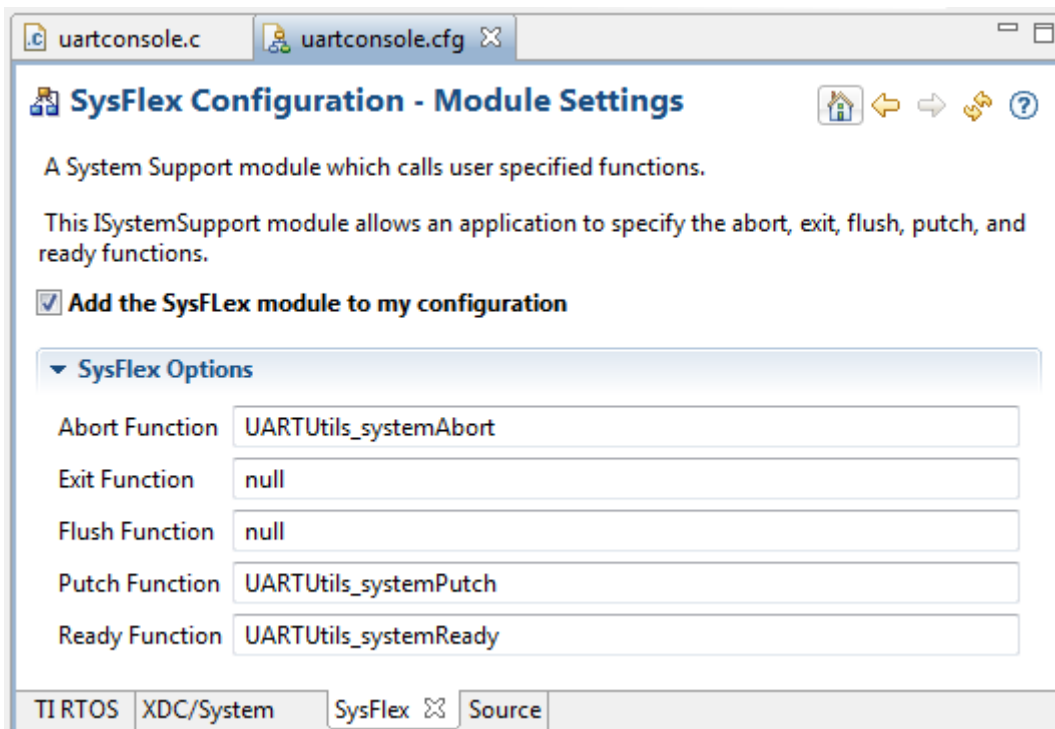 uartconsole.c
uartconsole.cfg
SysFlex Configuration - Module Settings
A System Support module which calls user specified functions.
This ISystemSupport module allows an application to specify the abort, exit, flush, putch, and
ready functions.
Add the SysFLex module to my configuration
SysFlex Options
Abort Function UARTUtils_systemAbort
Exit Function null
Flush Function null
Putch Function UARTUtils_systemPutch
Ready Function UARTUtils_systemReady
TI RTOS XDC/System SysFlex Source